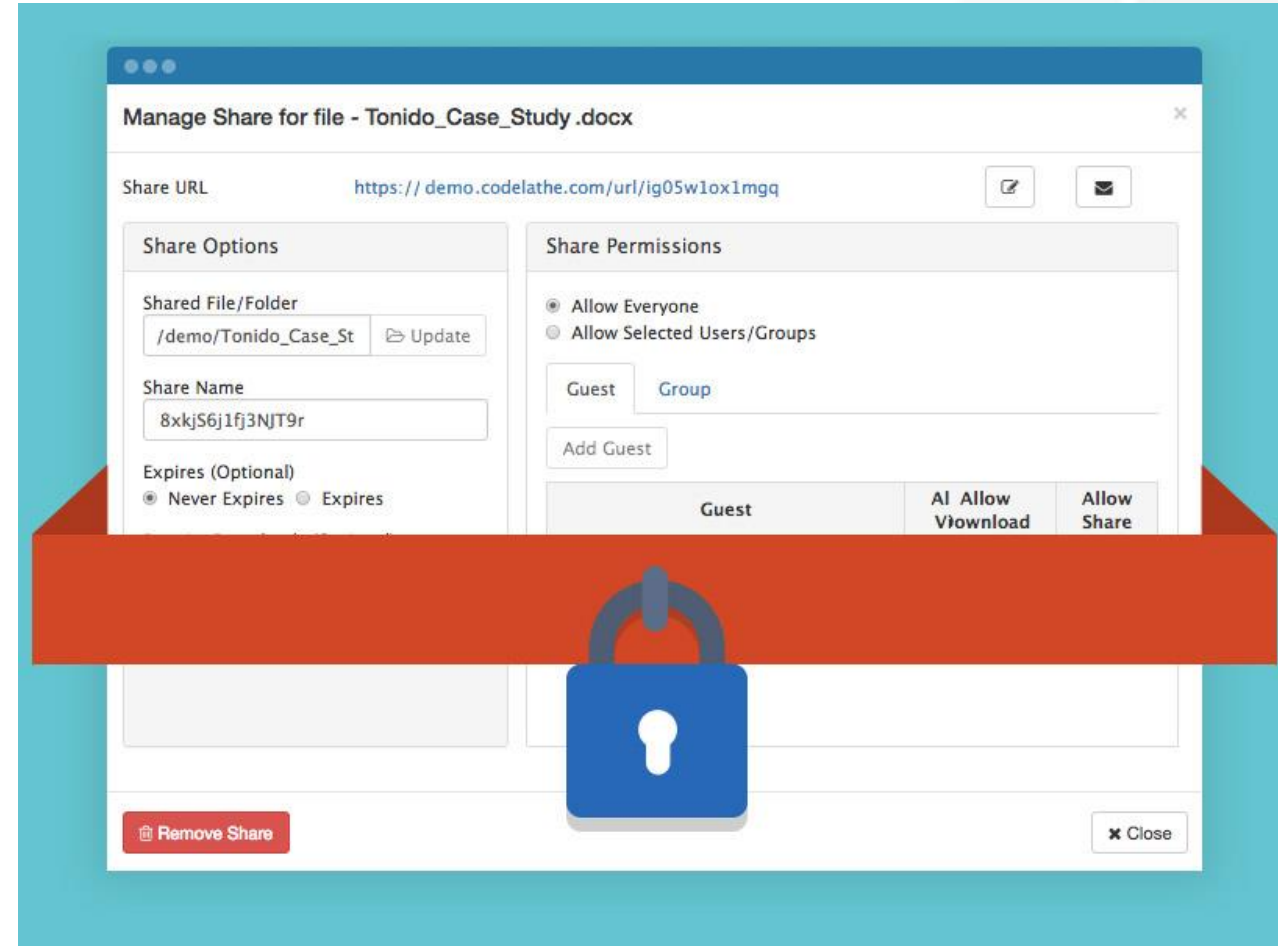 Manage Share for file - Tonido_Case_Study .docx
×
Share URL
https:// demo.codelathe.com/url/ig05w1ox1mgq
Share Options
Shared File/Folder
/demo/Tonido_Case_St
Update
Share Name
8xkjS6j1fj3NJT9r
Expires (Optional)
Never Expires Expires
Share Permissions
Allow Everyone
Allow Selected Users/Groups
Guest Group
Add Guest
Guest
Allow
Allow
Share
Remove Share
Close